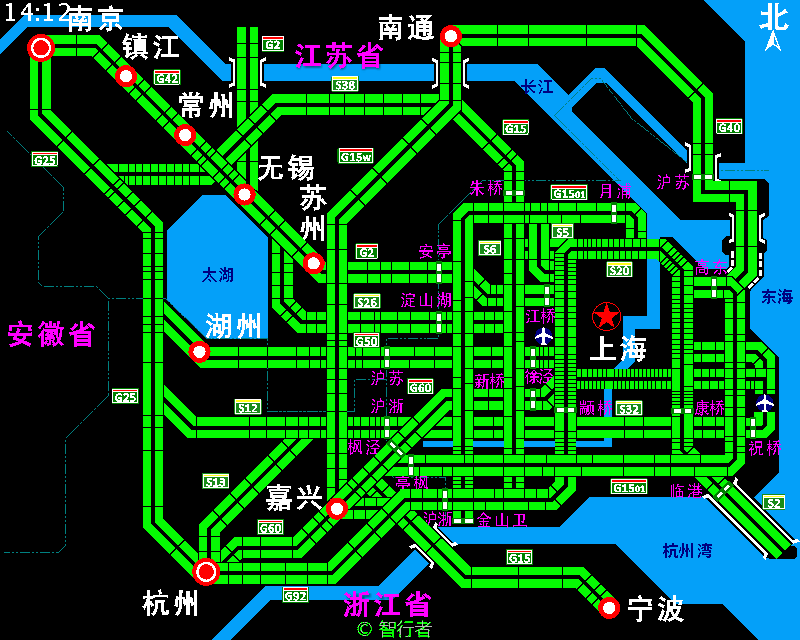 14:12
南京
南通
北
镇江
G2
江苏省
G42
S38
长江
常州
G15
G40
G25
G15w
无锡
沪苏
朱桥
G1501
月浦
苏州
S5
安亭
G2
S6
S20
高东
太湖
淀山湖
S26
东海
江桥
湖州
安徽省
上海
G50
沪苏
G60
新桥
徐泾
G25
S12
沪浙
颛桥
S32
康桥
枫泾
祝桥
S13
亭枫
G1501
临港
嘉兴
S2
G60
沪浙
金山卫
杭州湾
G15
杭州
G92
浙江省
宁波
© 智行者